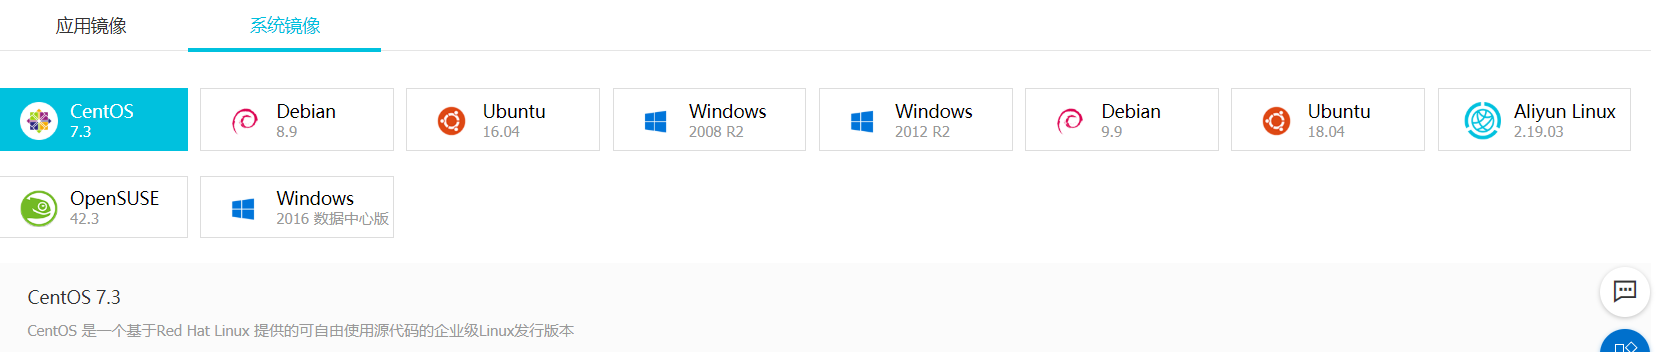 应用镜像
系统镜像
CentOS
7.3
Debian
8.9
Ubuntu
16.04
Windows
2008 R2
Windows
2012 R2
Debian
9.9
Ubuntu
18.04
Aliyun Linux
2.19.03
OpenSUSE
42.3
Windows
2016 数据中心版
CentOS 7.3
CentOS 是一个基于Red Hat Linux 提供的可自由使用源代码的企业级Linux发行版本